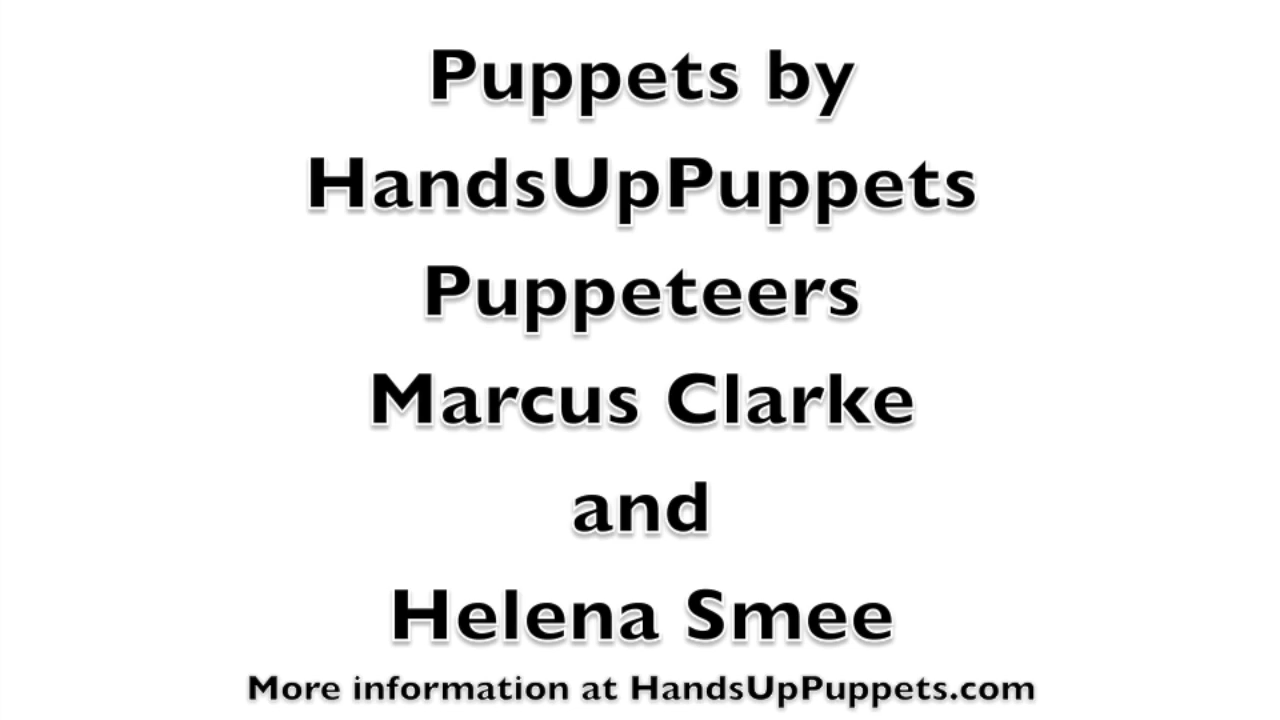 Puppets by
HandsUpPuppets
Puppeteers
Marcus Clarke
and
Helena Smee
More information at HandsUpPuppets.com